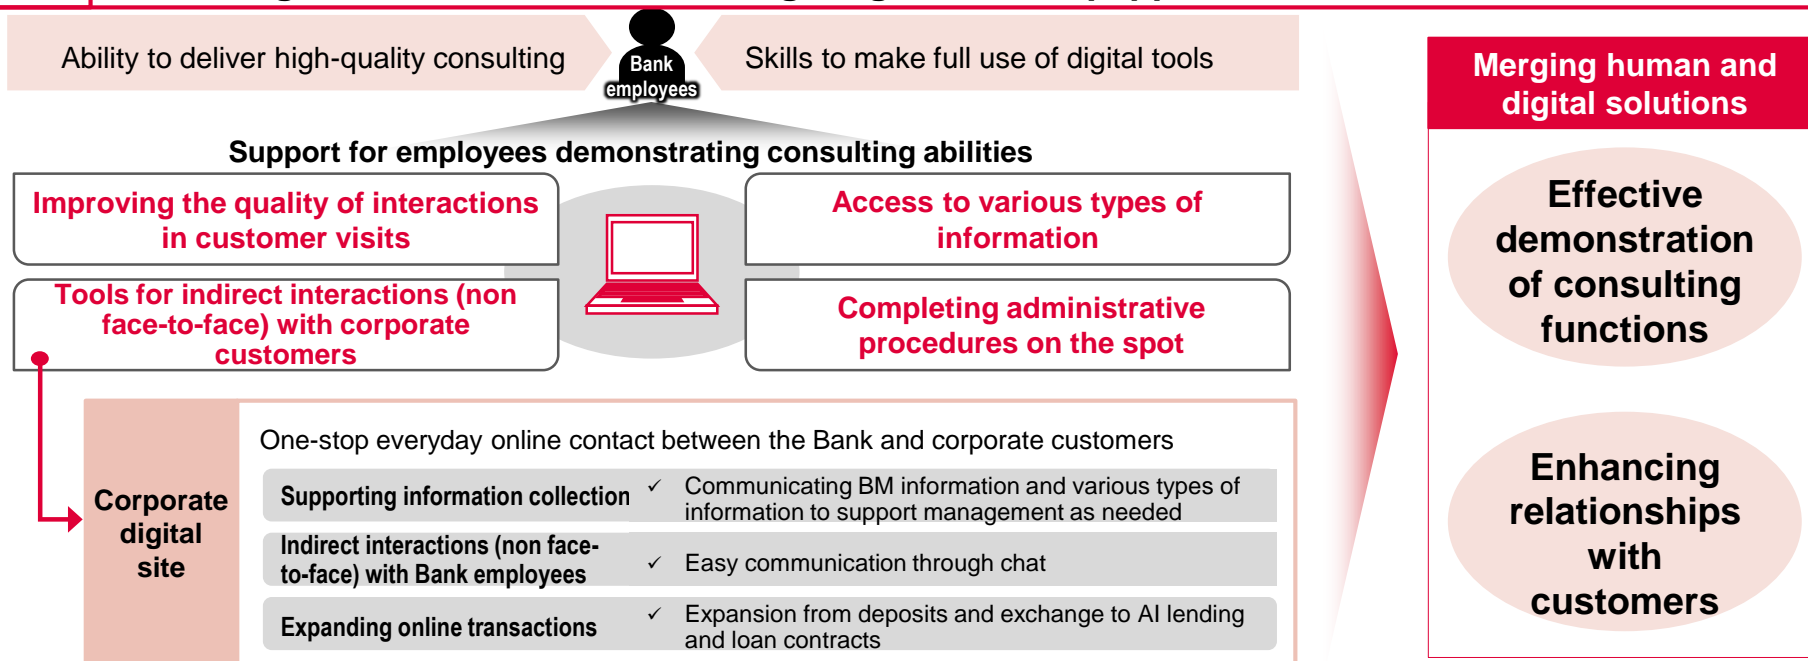 Ability to deliver high-quality consulting
Bank
employees
Skills to make full use of digital tools
Support for employees demonstrating consulting abilities
Improving the quality of interactions
in customer visits
Access to various types of
information
Tools for indirect interactions (non
face-to-face) with corporate
customers
Completing administrative
procedures on the spot
Corporate
digital
site
One-stop everyday online contact between the Bank and corporate customers
Supporting information collection
✓ Communicating BM information and various types of
information to support management as needed
Indirect interactions (non face-
to-face) with Bank employees
✓ Easy communication through chat
Expanding online transactions
✓ Expansion from deposits and exchange to AI lending
and loan contracts
Merging human and
digital solutions
Effective
demonstration
of consulting
functions
Enhancing
relationships
with
customers